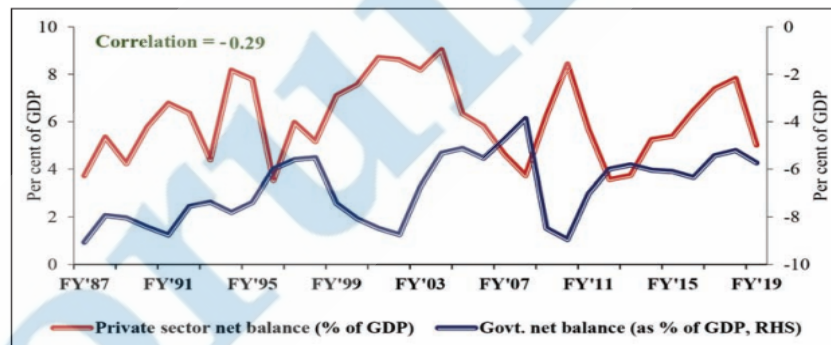 Correlation = -0.29
Per cent of GDP
10
8
6
4
2
0
0
-2
-4
-6
-8
-10
Per cent of GDP
FY'87 FY'91 FY'95 FY'99 FY'03 FY'07 FY'11 FY'15 FY'19
Private sector net balance (% of GDP) Govt. net balance (as % of GDP, RHS)